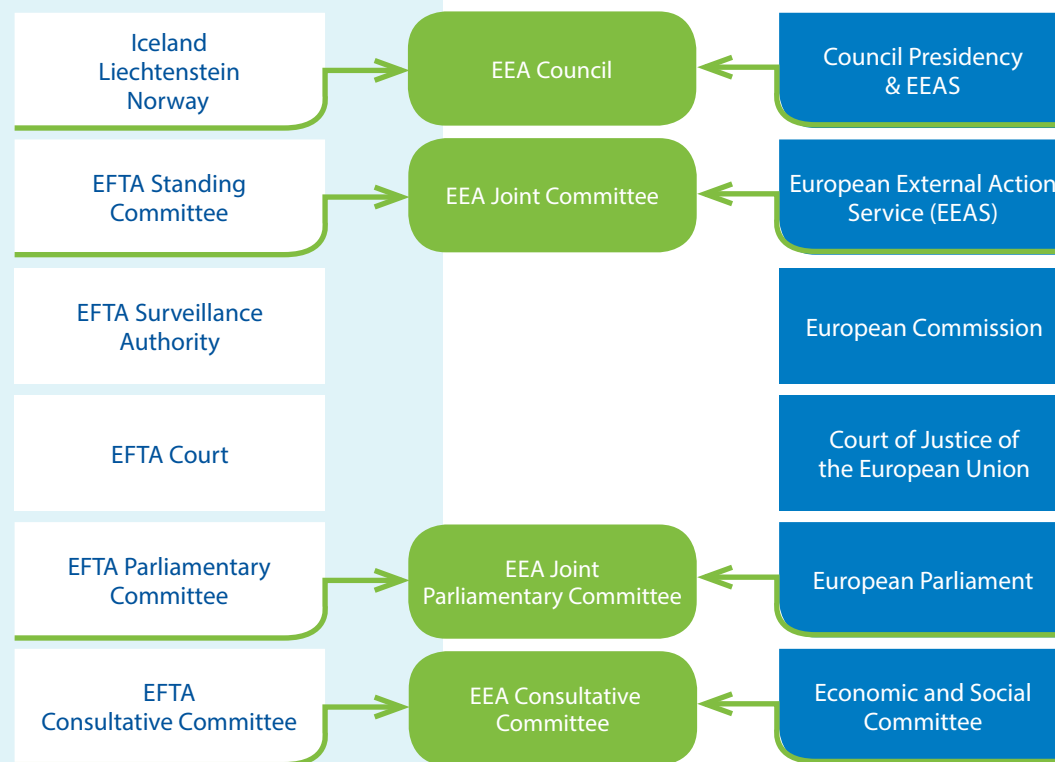 Iceland
Liechtenstein
Norway
EEA Council
Council Presidency
& EEAS
EFTA Standing
Committee
EEA Joint Committee
European External Action
Service (EEAS)
EFTA Surveillance
Authority
European Commission
EFTA Court
Court of Justice of
the European Union
EFTA Parliamentary
Committee
EEA Joint
Parliamentary Committee
European Parliament
EFTA
Consultative Committee
EEA Consultative
Committee
Economic and Social
Committee